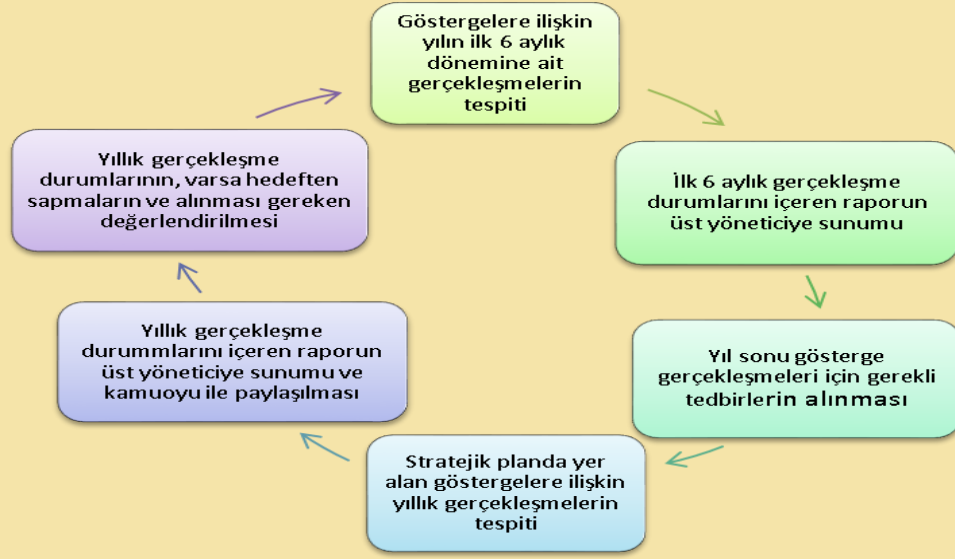 Göstergelere ilişkin
yılın ilk 6 aylık
dönemine ait
gerçekleşmelerin
tespiti
İlk 6 aylık gerçekleşme
durumlarını içeren raporun
üst yöneticiye sunumu
Yıl sonu gösterge
gerçekleşmeleri için gerekli
tedbirlerin alınması
Stratejik planda yer
alan göstergelere ilişkin
yıllık gerçekleşmelerin
tespiti
Yıllık gerçekleşme
durummlarını içeren raporun
üst yöneticiye sunumu ve
kamuoyu ile paylaşılması
Yıllık gerçekleşme
durumlarının, varsa hedeften
sapmaların ve alınması gereken
değerlendirilmesi